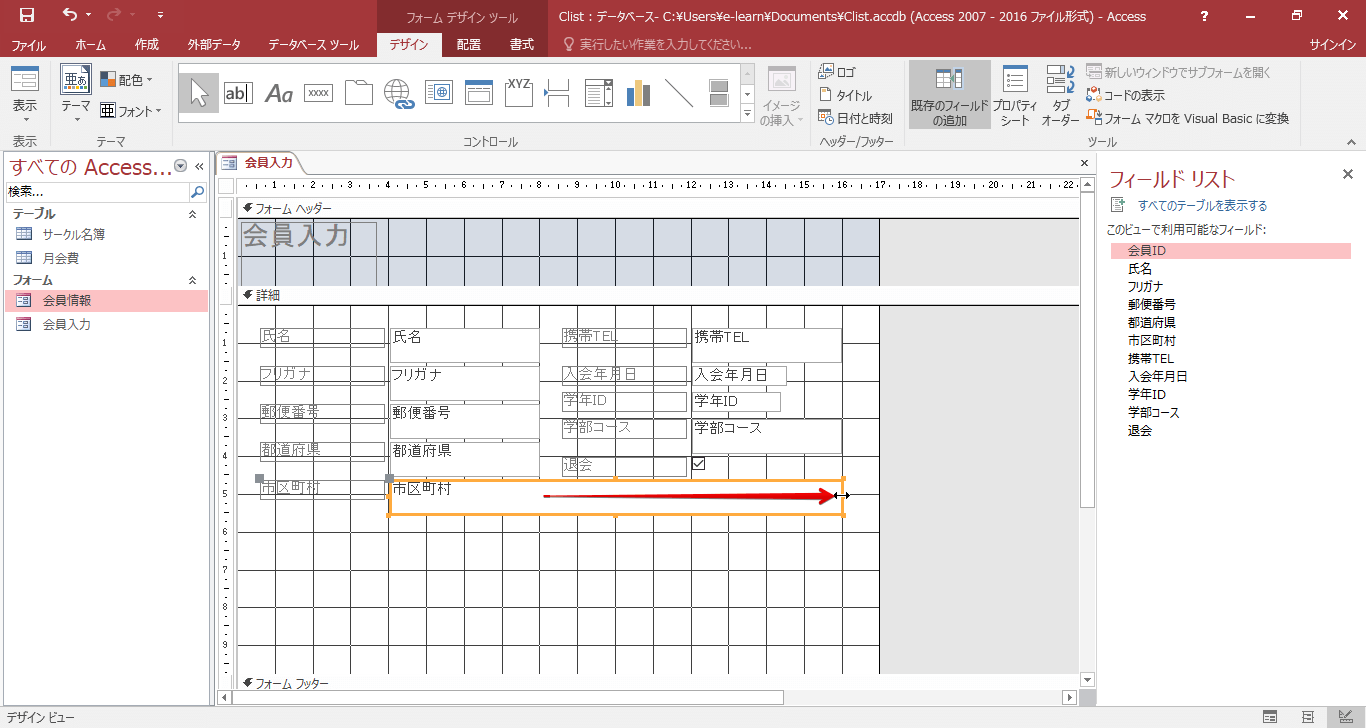 フォーム デザイン ツール
Clist : データベース- C:¥Users¥e-learn¥Documents¥Clist.accdb (Access 2007 - 2016 ファイル形式) - Access
?
ファイル ホーム 作成 外部データ データベース ツール デザイン 配置 書式 実行したい作業を入力してください... サインイン
表示
表示
テーマ
亜ぁ
配色
フォント
テーマ
ab|
Aa
xxxx
XYZ
コントロール
イメージ
の挿入
ロゴ
タイトル
日付と時刻
ヘッダー/フッター
既存のフィールド
の追加
プロパティ
シート
タブ
オーダー
新しいウィンドウでサブフォームを開く
コードの表示
フォーム マクロを Visual Basic に変換
ツール
すべての Access...
検索...
テーブル
サークル名簿
月会費
フォーム
会員情報
会員入力
会員入力
1 2 3 4 5 6 7 8 9 10 11 12 13 14 15 16 17 18 19 20 21 22
フォーム ヘッダー
会員入力
1
詳細
氏名 氏名 携帯TEL 携帯TEL
1
フリガナ フリガナ 入会年月日 入会年月日
2
学年ID 学年ID
郵便番号 郵便番号 学部コース 学部コース
3
都道府県 都道府県
4
退会
市区町村 市区町村
5
6
7
8
9
フォーム フッター
フィールド リスト
すべてのテーブルを表示する
このビューで利用可能なフィールド:
会員ID
氏名
フリガナ
郵便番号
都道府県
市区町村
携帯TEL
入会年月日
学年ID
学部コース
退会
デザイン ビュー